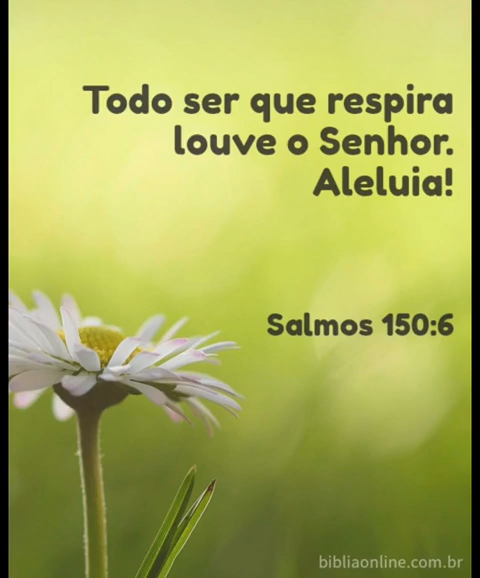 Todo ser que respira
louve o Senhor.
Aleluia!
Salmos 150:6
bibliaonline.com.br